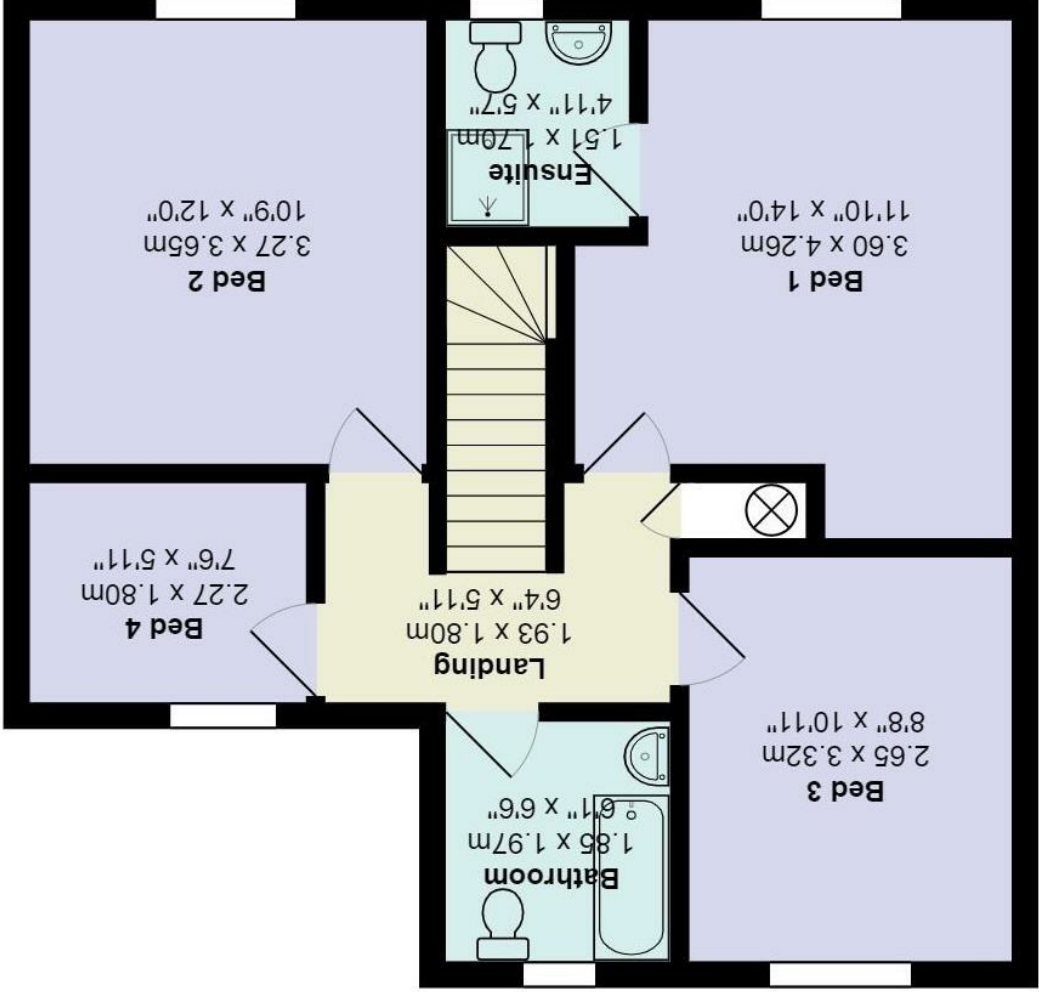 Bathroom
1.85 x 1.97m
6'1" x 6'6"
Bed 3
2.65 x 3.32m
8'8" x 10'11"
Landing
1.93 x 1.80m
6'4" x 5'11"
Bed 4
2.27 x 1.80m
7'6" x 5'11"
Bed 1
3.60 x 4.26m
11'10" x 14'0"
Bed 2
3.27 x 3.65m
10'9" x 12'0"
Ensuite
1.51 x 1.70m
4'11" x 5'7"